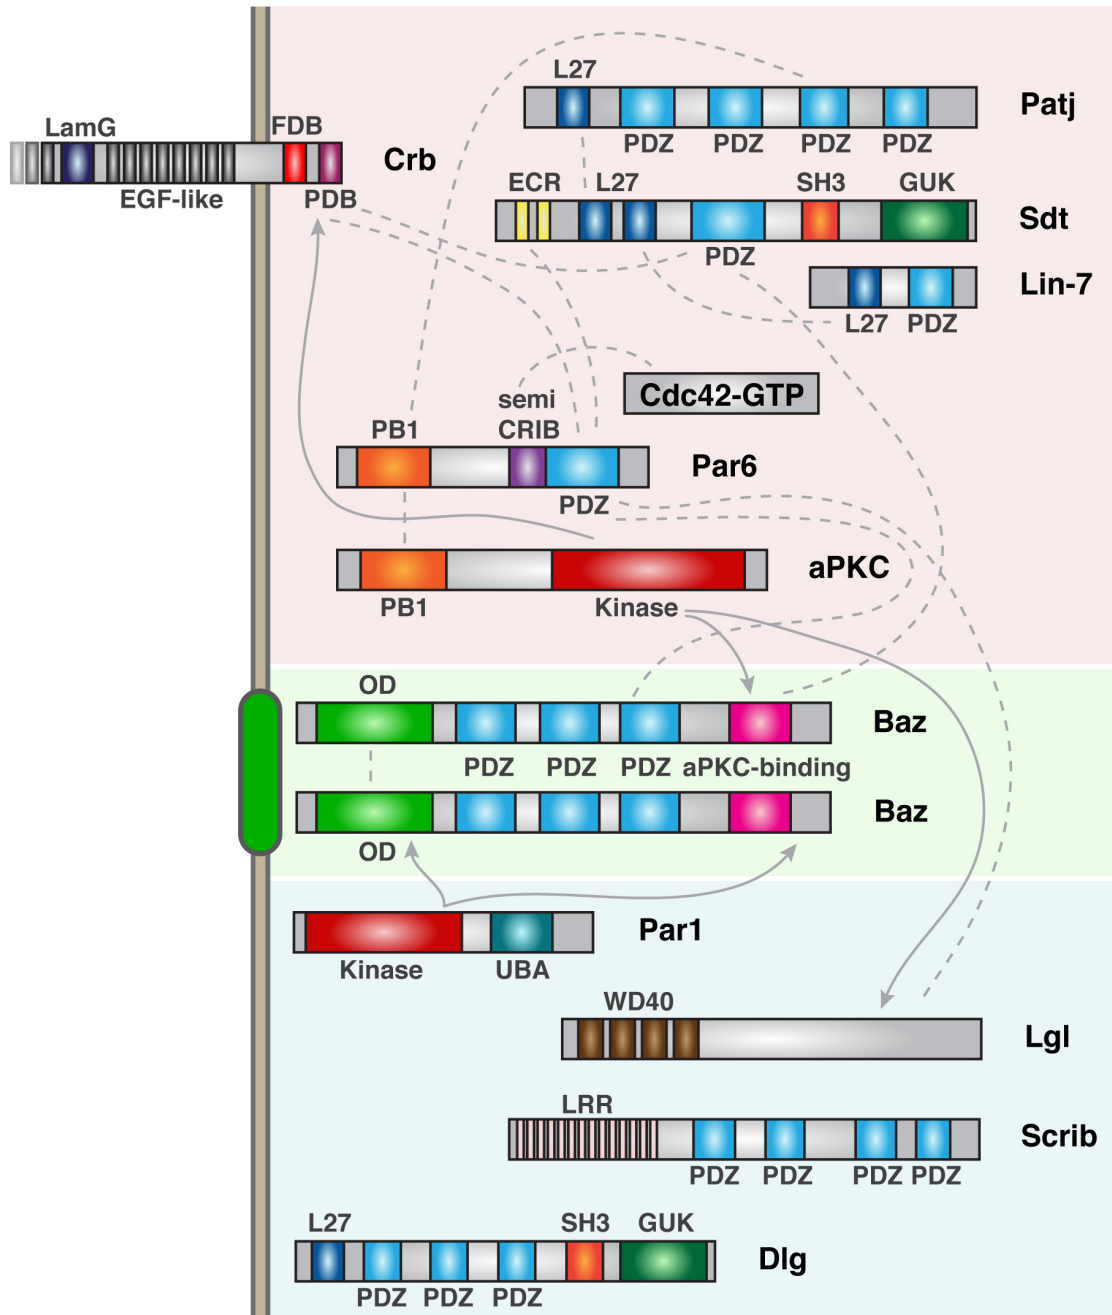 L27
Patj
PDZ PDZ PDZ PDZ
LamG
FDB
Crb
EGF-like
PDB
ECR L27 SH3 GUK
Sdt
PDZ
Lin-7
L27 PDZ
Cdc42-GTP
semi
CRIB
PB1
Par6
PDZ
aPKC
PB1 Kinase
OD
Baz
PDZ PDZ PDZ aPKC-binding
Baz
OD
Par1
Kinase UBA
WD40
Lgl
LRR
Scrib
PDZ PDZ PDZ PDZ
L27 SH3 GUK
Dlg
PDZ PDZ PDZ